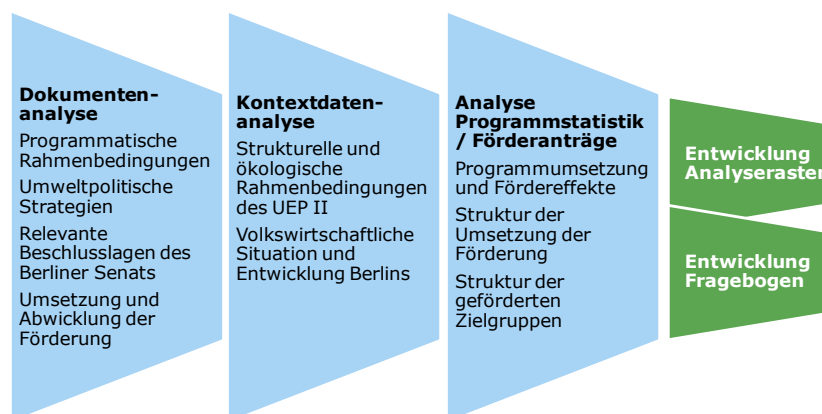 Dokumenten-
analyse
Programmatische
Rahmenbedingungen
Umweltpolitische
Strategien
Relevante
Beschlusslagen des
Berliner Senats
Umsetzung und
Abwicklung der
Förderung
Kontextdaten-
analyse
Strukturelle und
ökologische
Rahmenbedingungen
des UEP II
Volkswirtschaftliche
Situation und
Entwicklung Berlins
Analyse
Programmstatistik
/ Förderanträge
Programmumsetzung
und Fördereffekte
Struktur der
Umsetzung der
Förderung
Struktur der
geförderten
Zielgruppen
Entwicklung
Analyseraster
Entwicklung
Fragebogen